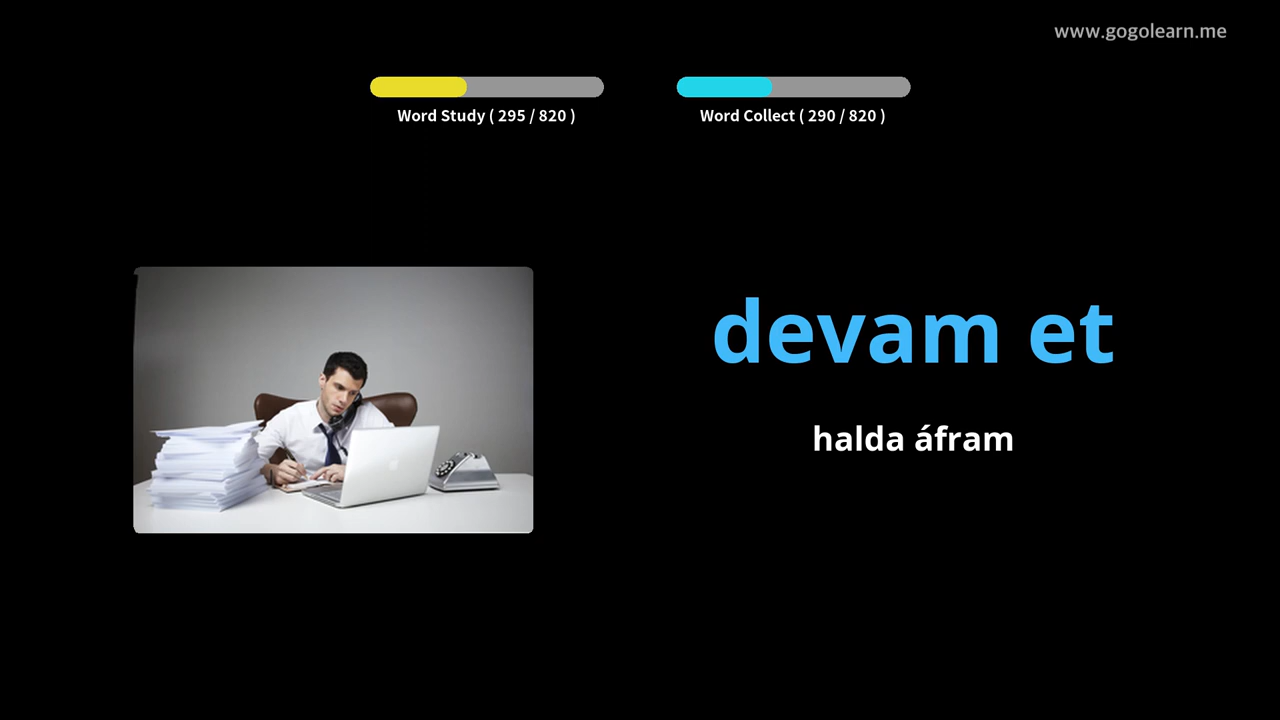 www.gogolearn.me
Word Study ( 295 / 820 )
Word Collect ( 290 / 820 )
devam et
halda áfram